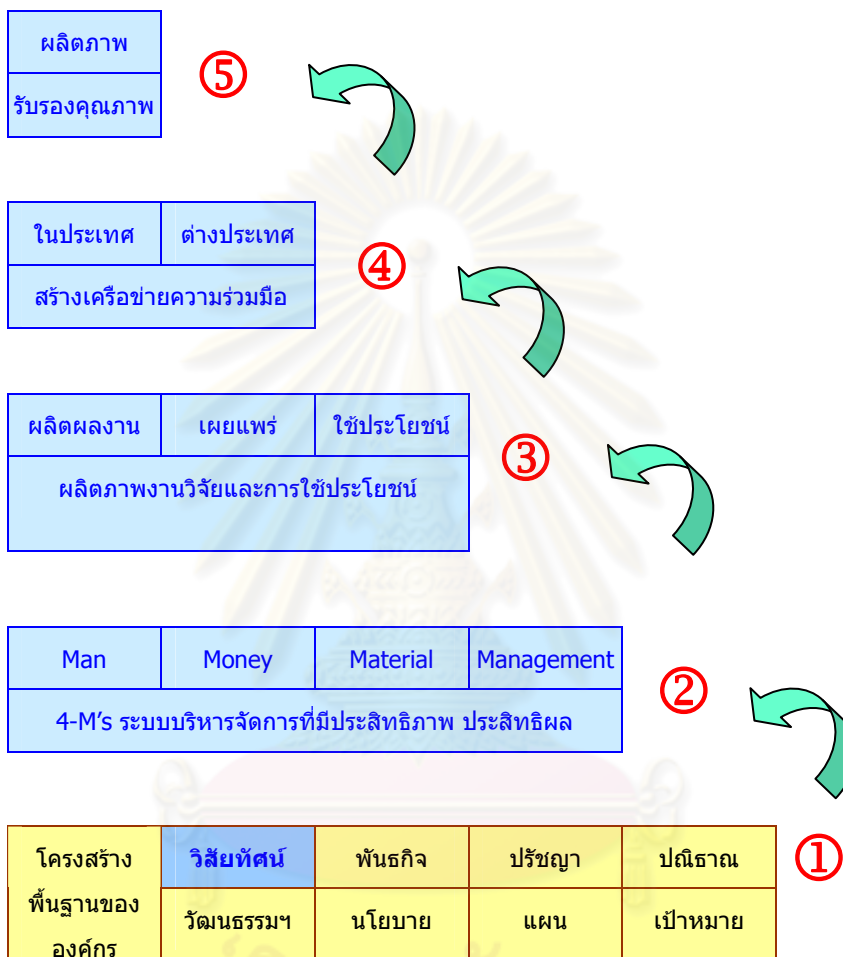 ผลิตภาพ
⑤
รับรองคุณภาพ
ในประเทศ ต่างประเทศ
④
สร้างเครือข่ายความร่วมมือ
ผลิตผลงาน เผยแพร่ ใช้ประโยชน์
③
ผลิตภาพงานวิจัยและการใช้ประโยชน์
Man Money Material Management
②
4-M’s ระบบบริหารจัดการที่มีประสิทธิภาพ ประสิทธิผล
โครงสร้าง วิสัยทัศน์ พันธกิจ ปรัชญา ปณิธาณ ①
พื้นฐานของ วัฒนธรรมฯ นโยบาย แผน เป้าหมาย
องค์กร